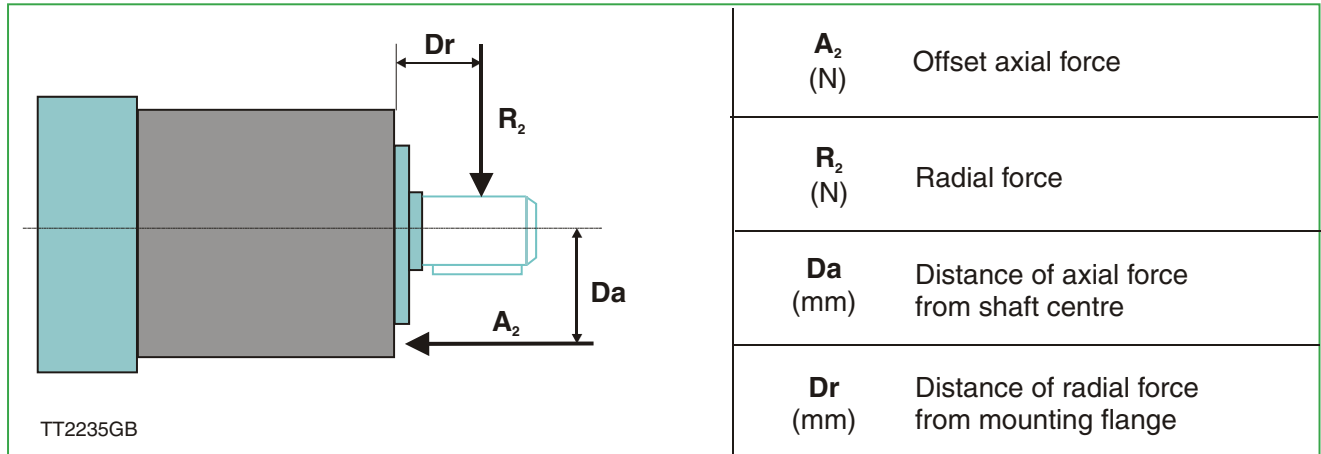 Dr
R₂
Da
A₂
TT2235GB
A₂
(N)
Offset axial force
R₂
(N)
Radial force
Da
(mm)
Distance of axial force
from shaft centre
Dr
(mm)
Distance of radial force
from mounting flange